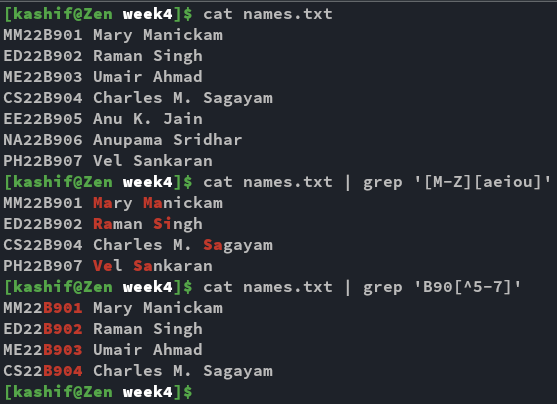 [kashif@Zen week4]$ cat names.txt
MM22B901 Mary Manickam
ED22B902 Raman Singh
ME22B903 Umair Ahmad
CS22B904 Charles M. Sagayam
EE22B905 Anu K. Jain
NA22B906 Anupama Sridhar
PH22B907 Vel Sankaran
[kashif@Zen week4]$ cat names.txt | grep '[M-Z][aeiou]'
MM22B901 Mary Manickam
ED22B902 Raman Singh
CS22B904 Charles M. Sagayam
PH22B907 Vel Sankaran
[kashif@Zen week4]$ cat names.txt | grep 'B90[^5-7]'
MM22B901 Mary Manickam
ED22B902 Raman Singh
ME22B903 Umair Ahmad
CS22B904 Charles M. Sagayam
[kashif@Zen week4]$